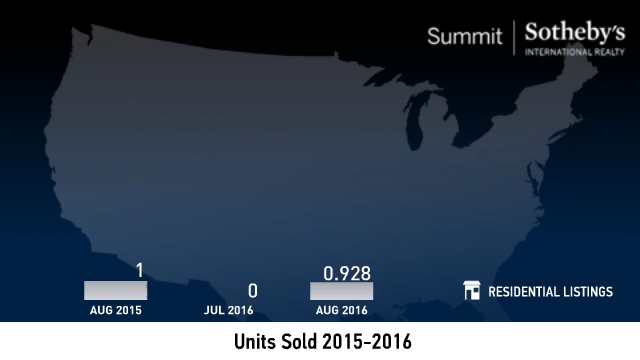 Summit | Sotheby's
INTERNATIONAL REALTY
1
0
0.928
AUG 2015
JUL 2016
AUG 2016
RESIDENTIAL LISTINGS
Units Sold 2015-2016